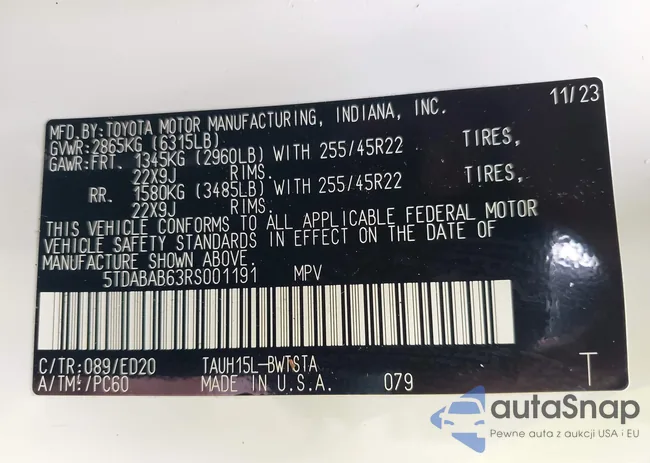 MFD.BY:TOYOTA MOTOR MANUFACTURING, INDIANA, INC. 11/23
GVWR:2865KG (6315LB)
GAWR:FRT. 1345KG (2960LB) WITH 255/45R22 TIRES,
22X9J RIMS.
RR. 1580KG (3485LB) WITH 255/45R22 TIRES,
22X9J RIMS.
THIS VEHICLE CONFORMS TO ALL APPLICABLE FEDERAL MOTOR
VEHICLE SAFETY STANDARDS IN EFFECT ON THE DATE OF
MANUFACTURE SHOWN ABOVE.
5TDABAB63RS001191 MPV
C/TR:089/ED20 TAUH15L-BWTSTA
A/TM:/PC60 MADE IN U.S.A. 079 T
autaSnap
Pewne auta z aukcji USA i EU